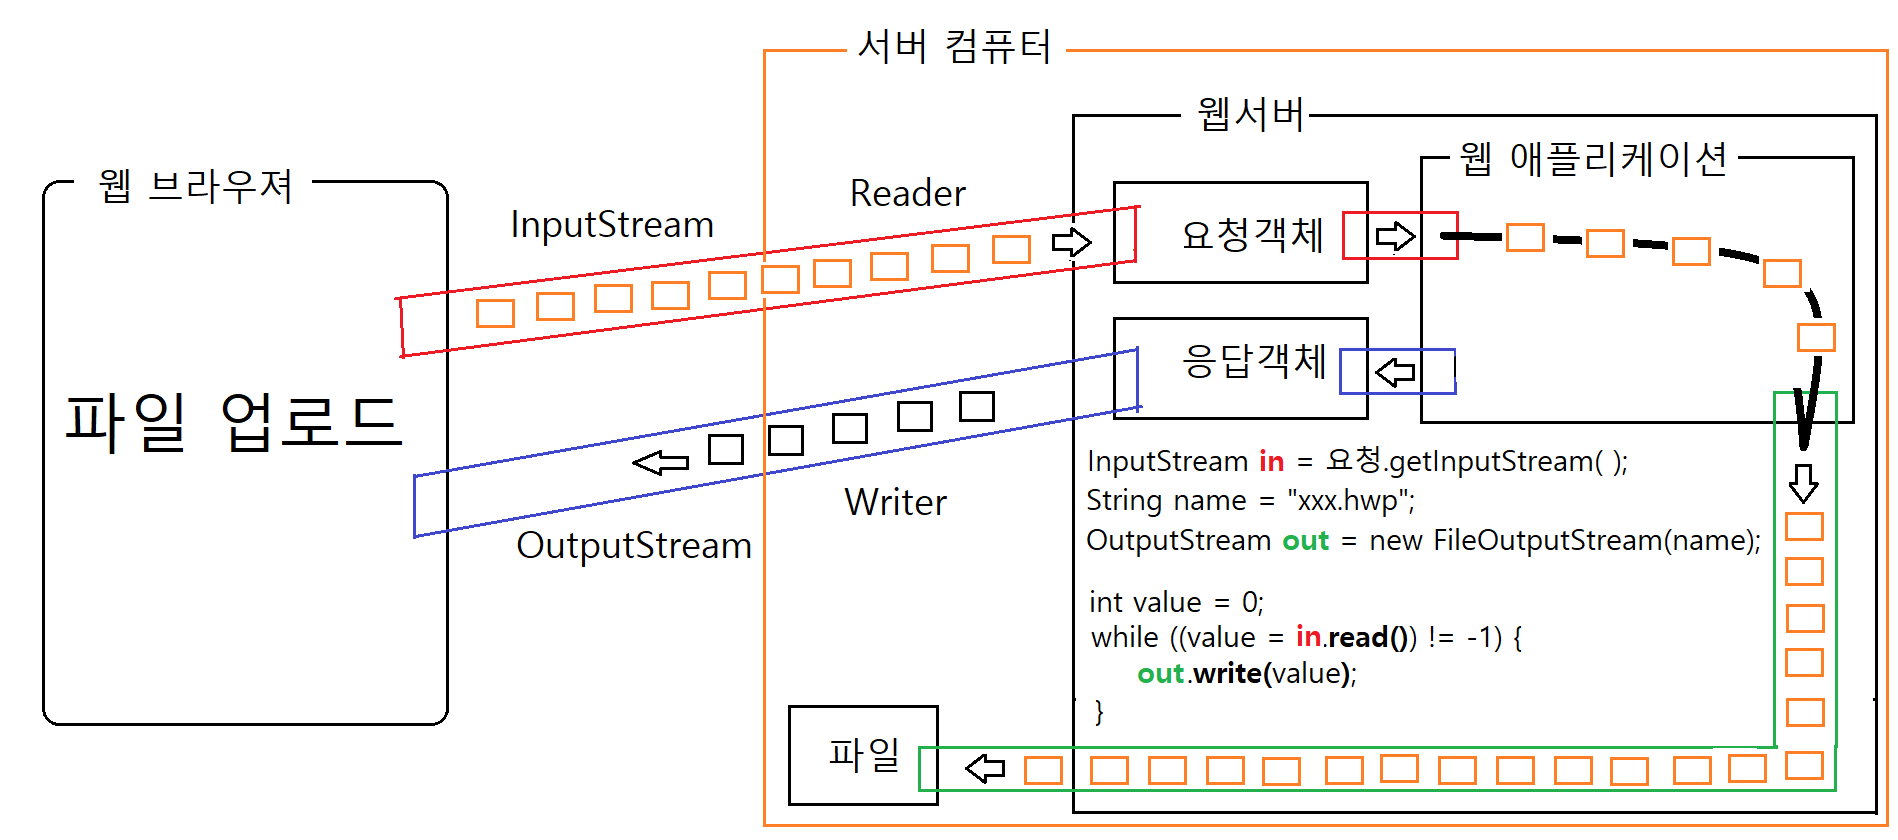 서버 컴퓨터
웹서버
웹 애플리케이션
웹 브라우져
Reader
InputStream
요청객체
응답객체
파일 업로드
InputStream in = 요청.getInputStream( );
String name = "xxx.hwp";
Writer
OutputStream
OutputStream out = new FileOutputStream(name);
int value = 0;
while ((value = in.read()) != -1) {
out.write(value);
}
파일